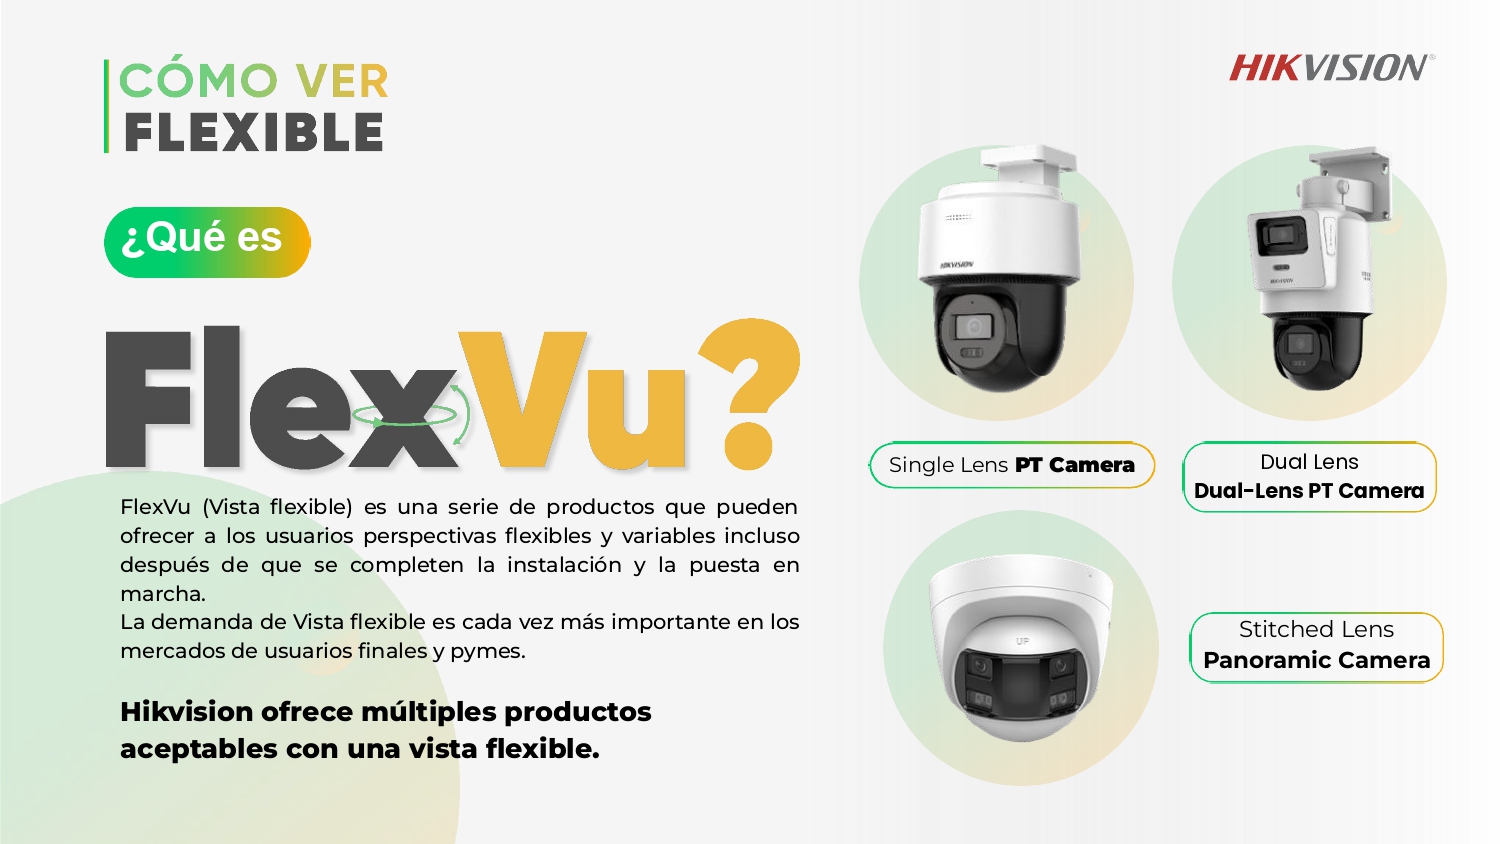 CÓMO VER
FLEXIBLE
HIKVISION®
¿Qué es
FlexVu?
FlexVu (Vista flexible) es una serie de productos que pueden
ofrecer a los usuarios perspectivas flexibles y variables incluso
después de que se completen la instalación y la puesta en
marcha.
La demanda de Vista flexible es cada vez más importante en los
mercados de usuarios finales y pymes.
Hikvision ofrece múltiples productos
aceptables con una vista flexible.
HIKVISION
HIKVISION
Single Lens PT Camera
Dual Lens
Dual-Lens PT Camera
UP
Stitched Lens
Panoramic Camera